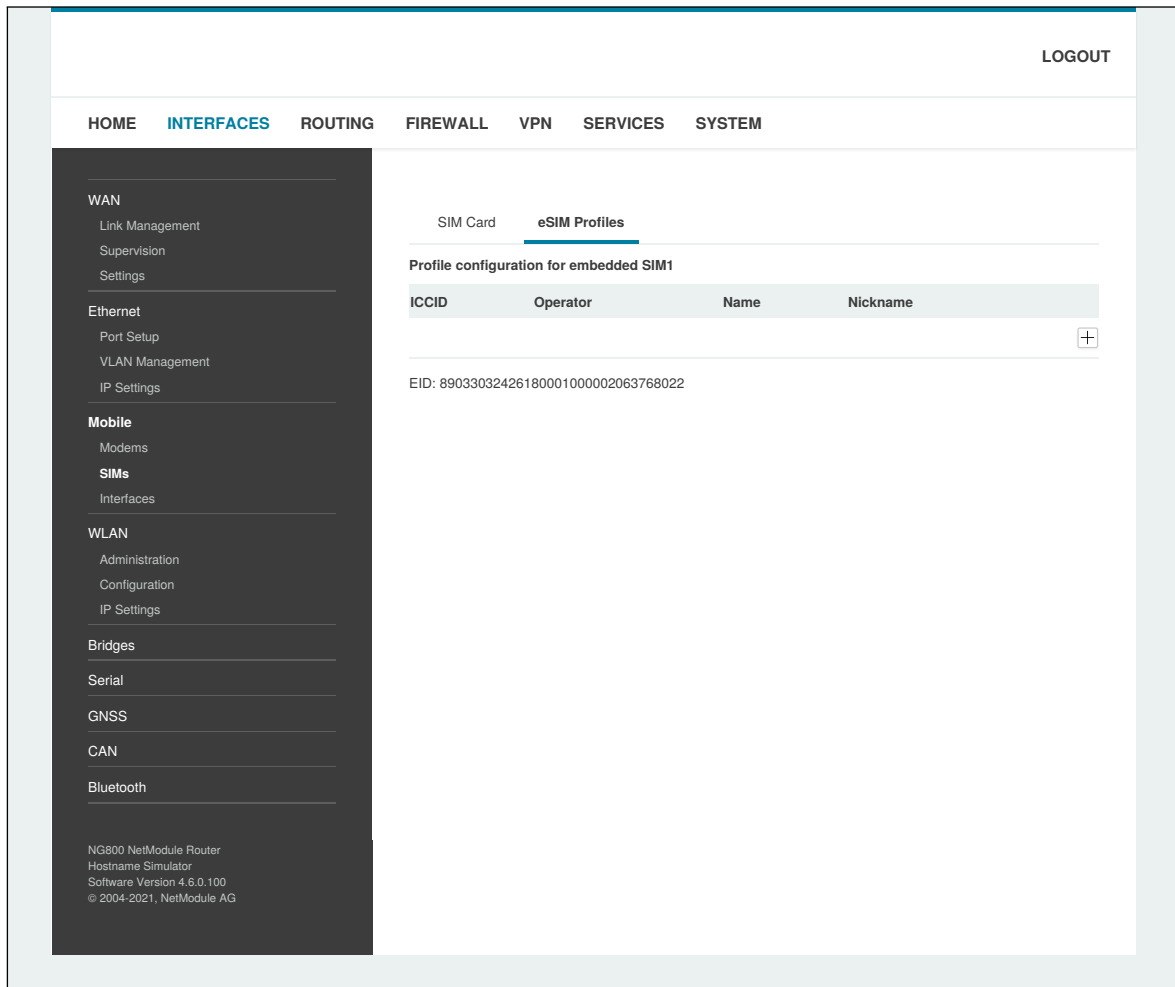 LOGOUT
HOME INTERFACES ROUTING FIREWALL VPN SERVICES SYSTEM
WAN
Link Management
Supervision
Settings
Ethernet
Port Setup
VLAN Management
IP Settings
Mobile
Modems
SIMs
Interfaces
WLAN
Administration
Configuration
IP Settings
Bridges
Serial
GNSS
CAN
Bluetooth
NG800 NetModule Router
Hostname Simulator
Software Version 4.6.0.100
© 2004-2021, NetModule AG
SIM Card eSIM Profiles
Profile configuration for embedded SIM1
ICCID Operator Name Nickname
EID: 89033032426180001000002063768022